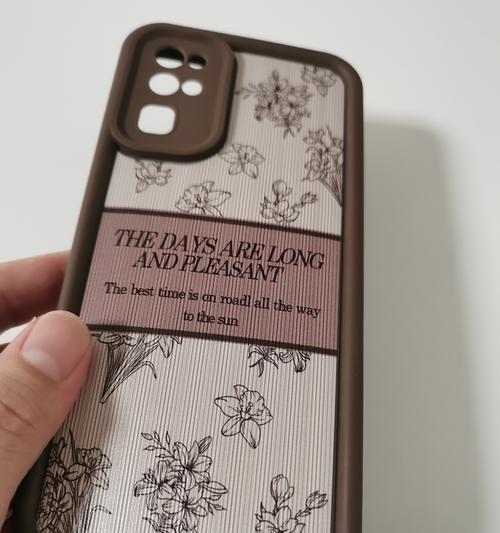 THE DAYS ARE LONG
AND PLEASANT
The best time is on roadl all the way
to the sun